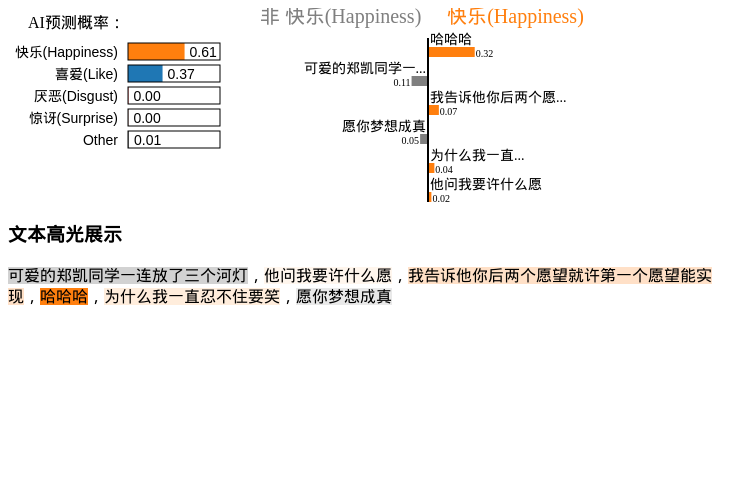 AI预测概率：
非 快乐(Happiness) 快乐(Happiness)
快乐(Happiness) 0.61
喜爱(Like) 0.37
厌恶(Disgust) 0.00
惊讶(Surprise) 0.00
Other 0.01
哈哈哈
0.32
可爱的郑凯同学一...
0.11
我告诉他你后两个愿...
0.07
愿你梦想成真
0.05
为什么我一直...
0.04
他问我要许什么愿
0.02
文本高光展示
可爱的郑凯同学一连放了三个河灯，他问我要许什么愿，我告诉他你后两个愿望就许第一个愿望能实
现，哈哈哈，为什么我一直忍不住要笑，愿你梦想成真